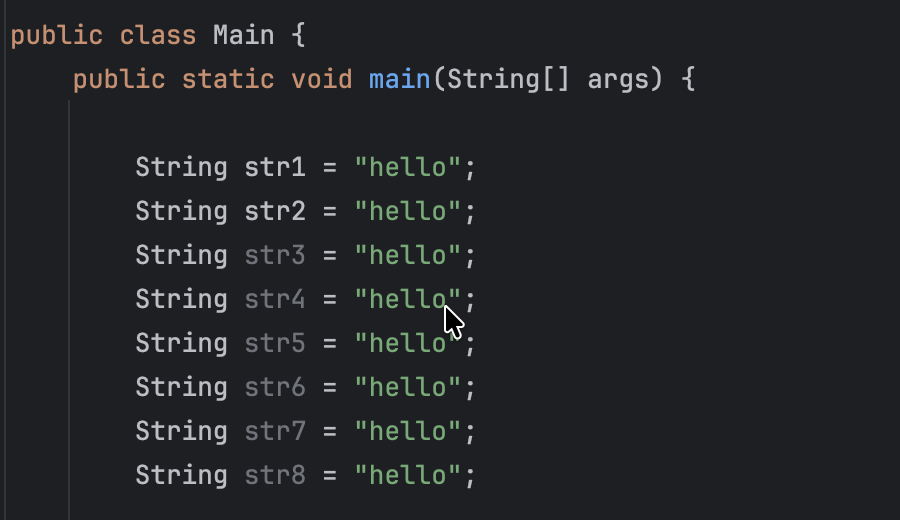 public class Main {
public static void main(String[] args) {
String str1 = "hello";
String str2 = "hello";
String str3 = "hello";
String str4 = "hello";
String str5 = "hello";
String str6 = "hello";
String str7 = "hello";
String str8 = "hello";